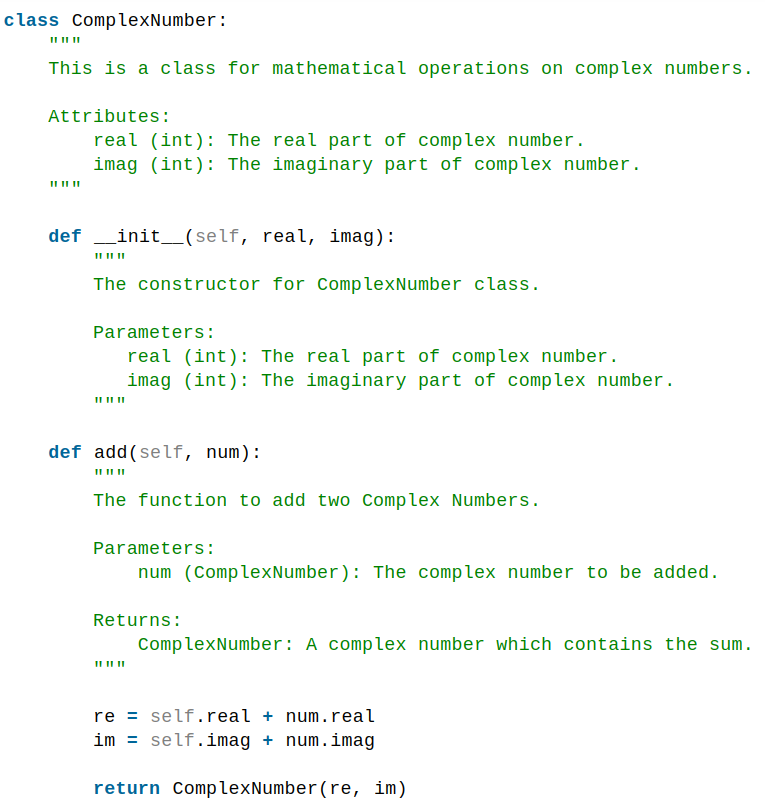 class ComplexNumber:
    """
    This is a class for mathematical operations on complex numbers.

    Attributes:
        real (int): The real part of complex number.
        imag (int): The imaginary part of complex number.
    """

    def __init__(self, real, imag):
        """
        The constructor for ComplexNumber class.

        Parameters:
           real (int): The real part of complex number.
           imag (int): The imaginary part of complex number.
        """

    def add(self, num):
        """
        The function to add two Complex Numbers.

        Parameters:
            num (ComplexNumber): The complex number to be added.

        Returns:
            ComplexNumber: A complex number which contains the sum.
        """

        re = self.real + num.real
        im = self.imag + num.imag

        return ComplexNumber(re, im)